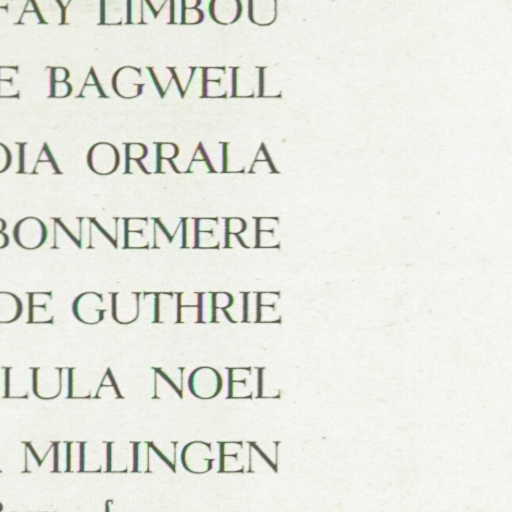 FAY LIMBOU
E BAGWELL
DIA ORRALA
BONNEMERE
DE GUTHRIE
LULA NOEL
MILLINGEN